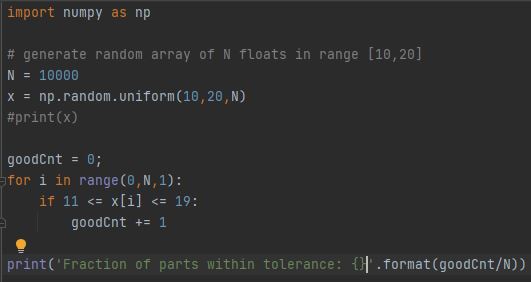 import numpy as np
# generate random array of N floats in range [10,20]
N = 10000
x = np.random.uniform(10,20,N)
#print(x)
goodCnt = 0;
for i in range(0,N,1):
    if 11 <= x[i] <= 19:
        goodCnt += 1
print('Fraction of parts within tolerance: {}'.format(goodCnt/N))